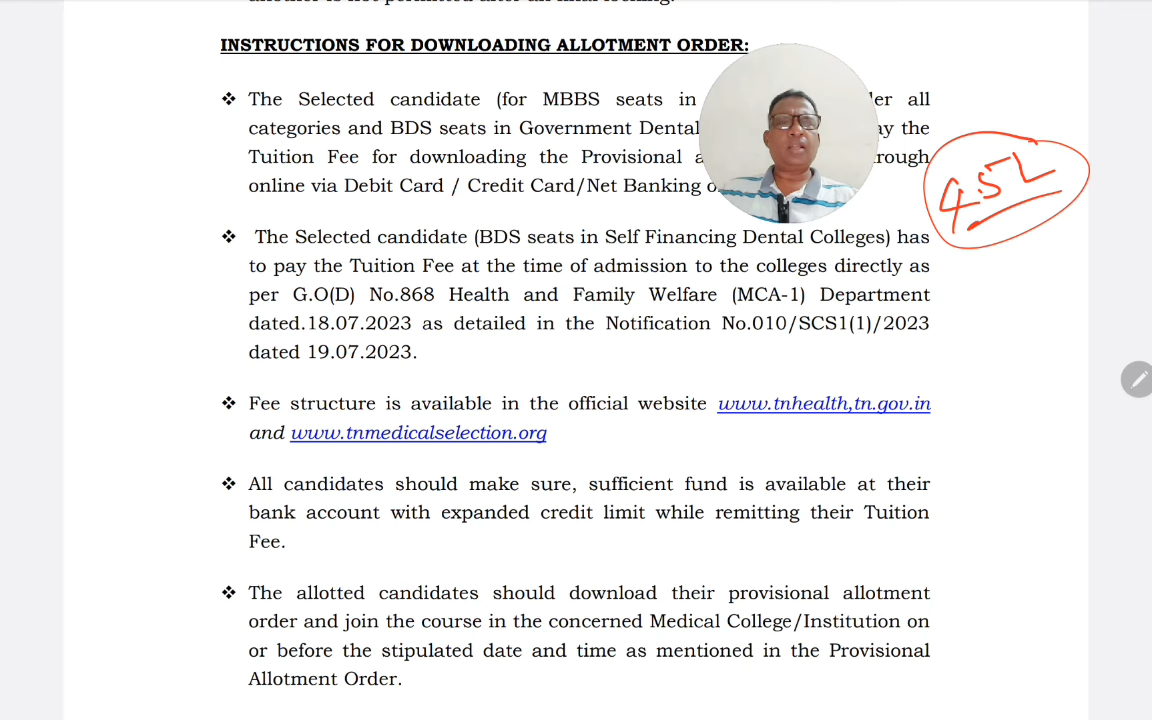 INSTRUCTIONS FOR DOWNLOADING ALLOTMENT ORDER:
❖ The Selected candidate (for MBBS seats in all
categories and BDS seats in Government Dental the
Tuition Fee for downloading the Provisional
online via Debit Card / Credit Card/Net Banking
4.5L
❖ The Selected candidate (BDS seats in Self Financing Dental Colleges) has
to pay the Tuition Fee at the time of admission to the colleges directly as
per G.O(D) No.868 Health and Family Welfare (MCA-1) Department
dated.18.07.2023 as detailed in the Notification No.010/SCS1(1)/2023
dated 19.07.2023.
❖ Fee structure is available in the official website www.tnhealth,tn.gov.in
and www.tnmedicalselection.org
❖ All candidates should make sure, sufficient fund is available at their
bank account with expanded credit limit while remitting their Tuition
Fee.
❖ The allotted candidates should download their provisional allotment
order and join the course in the concerned Medical College/Institution on
or before the stipulated date and time as mentioned in the Provisional
Allotment Order.